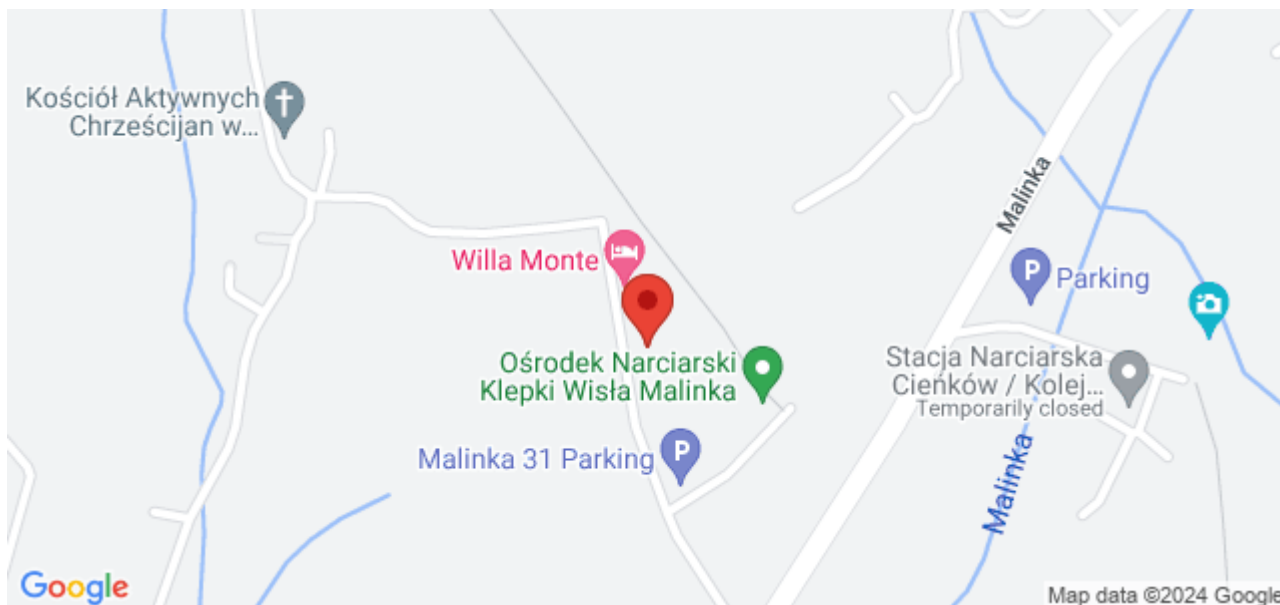 Kościół Aktywnych
Chrześcijan w...
Malinka
Willa Monte
P
Parking
Ośrodek Narciarski
Klepki Wisła Malinka
Stacja Narciarska
Cieńków / Kolej...
Temporarily closed
Malinka 31 Parking
P
Malinka
Google
Map data ©2024 Google